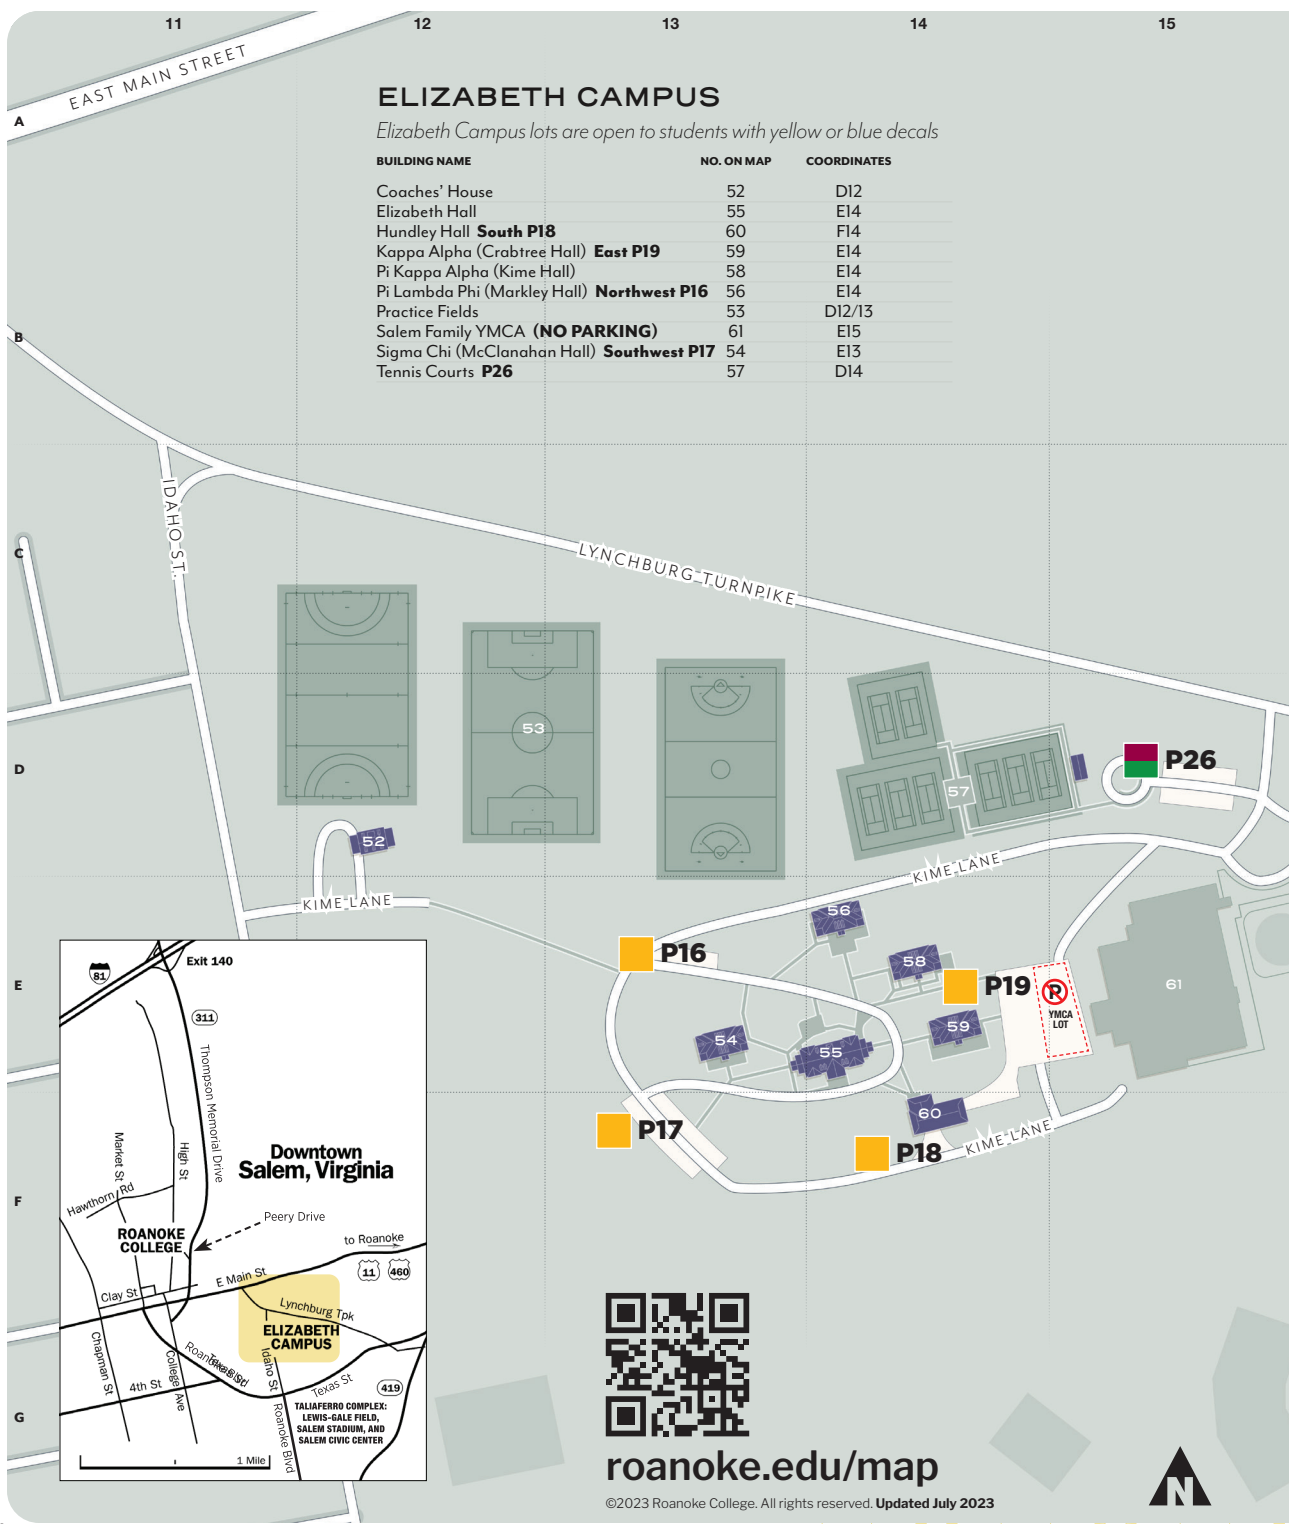 11 12 13 14 15
EAST MAIN STREET
A
ELIZABETH CAMPUS
Elizabeth Campus lots are open to students with yellow or blue decals
BUILDING NAME NO. ON MAP COORDINATES
Coaches' House 52 D12
Elizabeth Hall 55 E14
Hundley Hall South P18 60 F14
Kappa Alpha (Crabtree Hall) East P19 59 E14
Pi Kappa Alpha (Kime Hall) 58 E14
Pi Lambda Phi (Markley Hall) Northwest P16 56 E14
Practice Fields 53 D12/13
Salem Family YMCA (NO PARKING) 61 E15
Sigma Chi (McClanahan Hall) Southwest P17 54 E13
Tennis Courts P26 57 D14
B
IDAHO ST.
C
LYNCHBURG TURNPIKE
53
D
P26
57
52
KIME LANE
KIME LANE
56
P16
58
E
P19
P
YMCA
LOT
61
54
59
55
60
P17
P18
KIME LANE
F
G
81
Exit 140
311
Thompson Memorial Drive
Market St
High St
Downtown
Salem, Virginia
Hawthorn Rd
Peery Drive
ROANOKE
COLLEGE
to Roanoke
11 460
E Main St
Clay St
Lynchburg Tpk
ELIZABETH
CAMPUS
Chapman St
College Ave
Roanoke Blvd
Texas St
Idaho St
4th St
Texas St
419
TALIAFERRO COMPLEX:
LEWIS-GALE FIELD,
SALEM STADIUM, AND
SALEM CIVIC CENTER
Roanoke Blvd
1 Mile
roanoke.edu/map
©2023 Roanoke College. All rights reserved. Updated July 2023
N